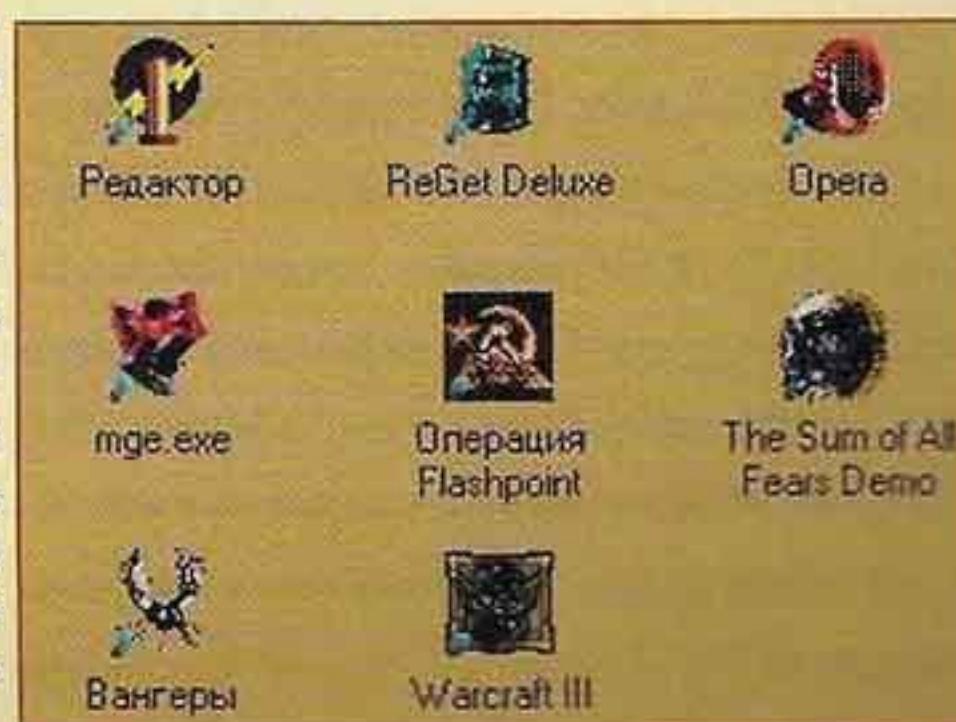 Редактор
ReGet Deluxe
Opera
mge.exe
Операция
Flashpoint
The Sum of All
Fears Demo
Вангеры
Warcraft III